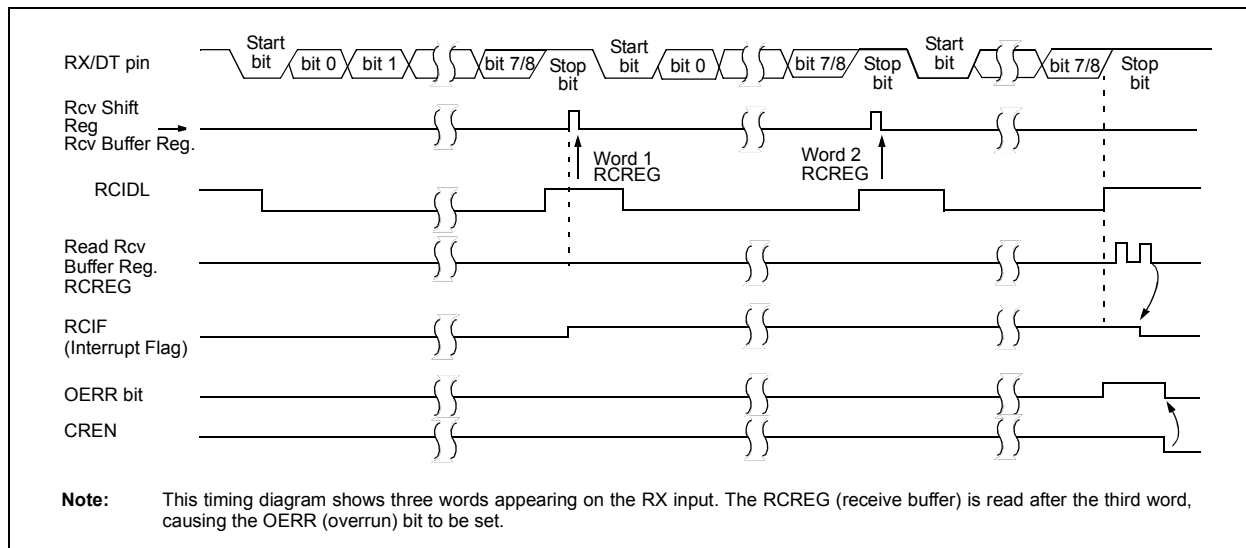 RX/DT pin
Start bit
bit 0
bit 1
bit 7/8
Stop bit
Start bit
bit 0
bit 7/8
Stop bit
Start bit
bit 7/8
Stop bit
Rcv Shift
Reg
Rcv Buffer Reg.
Word 1
RCREG
Word 2
RCREG
RCIDL
Read Rcv
Buffer Reg.
RCREG
RCIF
(Interrupt Flag)
OERR bit
CREN
Note: This timing diagram shows three words appearing on the RX input. The RCREG (receive buffer) is read after the third word,
causing the OERR (overrun) bit to be set.